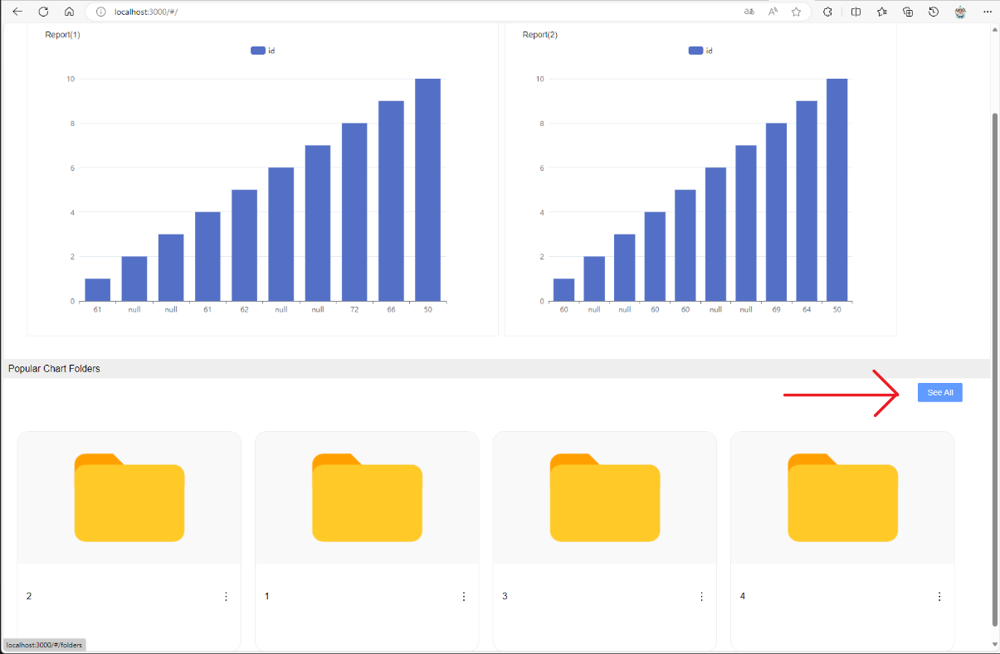 localhost:3000/#/
Report(1)
id
10
8
6
4
2
0
61 null null 61 62 null null 72 66 50
Report(2)
id
10
8
6
4
2
0
60 null null 60 60 null null 69 64 50
Popular Chart Folders
See All
2
1
3
4
localhost:3000/#/folders